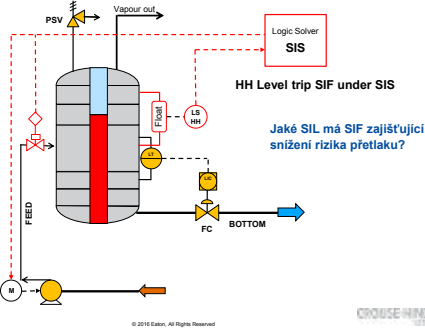 Vapour out
PSV
Logic Solver
SIS
HH Level trip SIF under SIS
Float
LS
HH
Jaké SIL má SIF zajišťující
snížení rizika přetlaku?
LT
LIC
FEED
FC
BOTTOM
M
© 2016 Eaton, All Rights Reserved
CROUSE-HIND